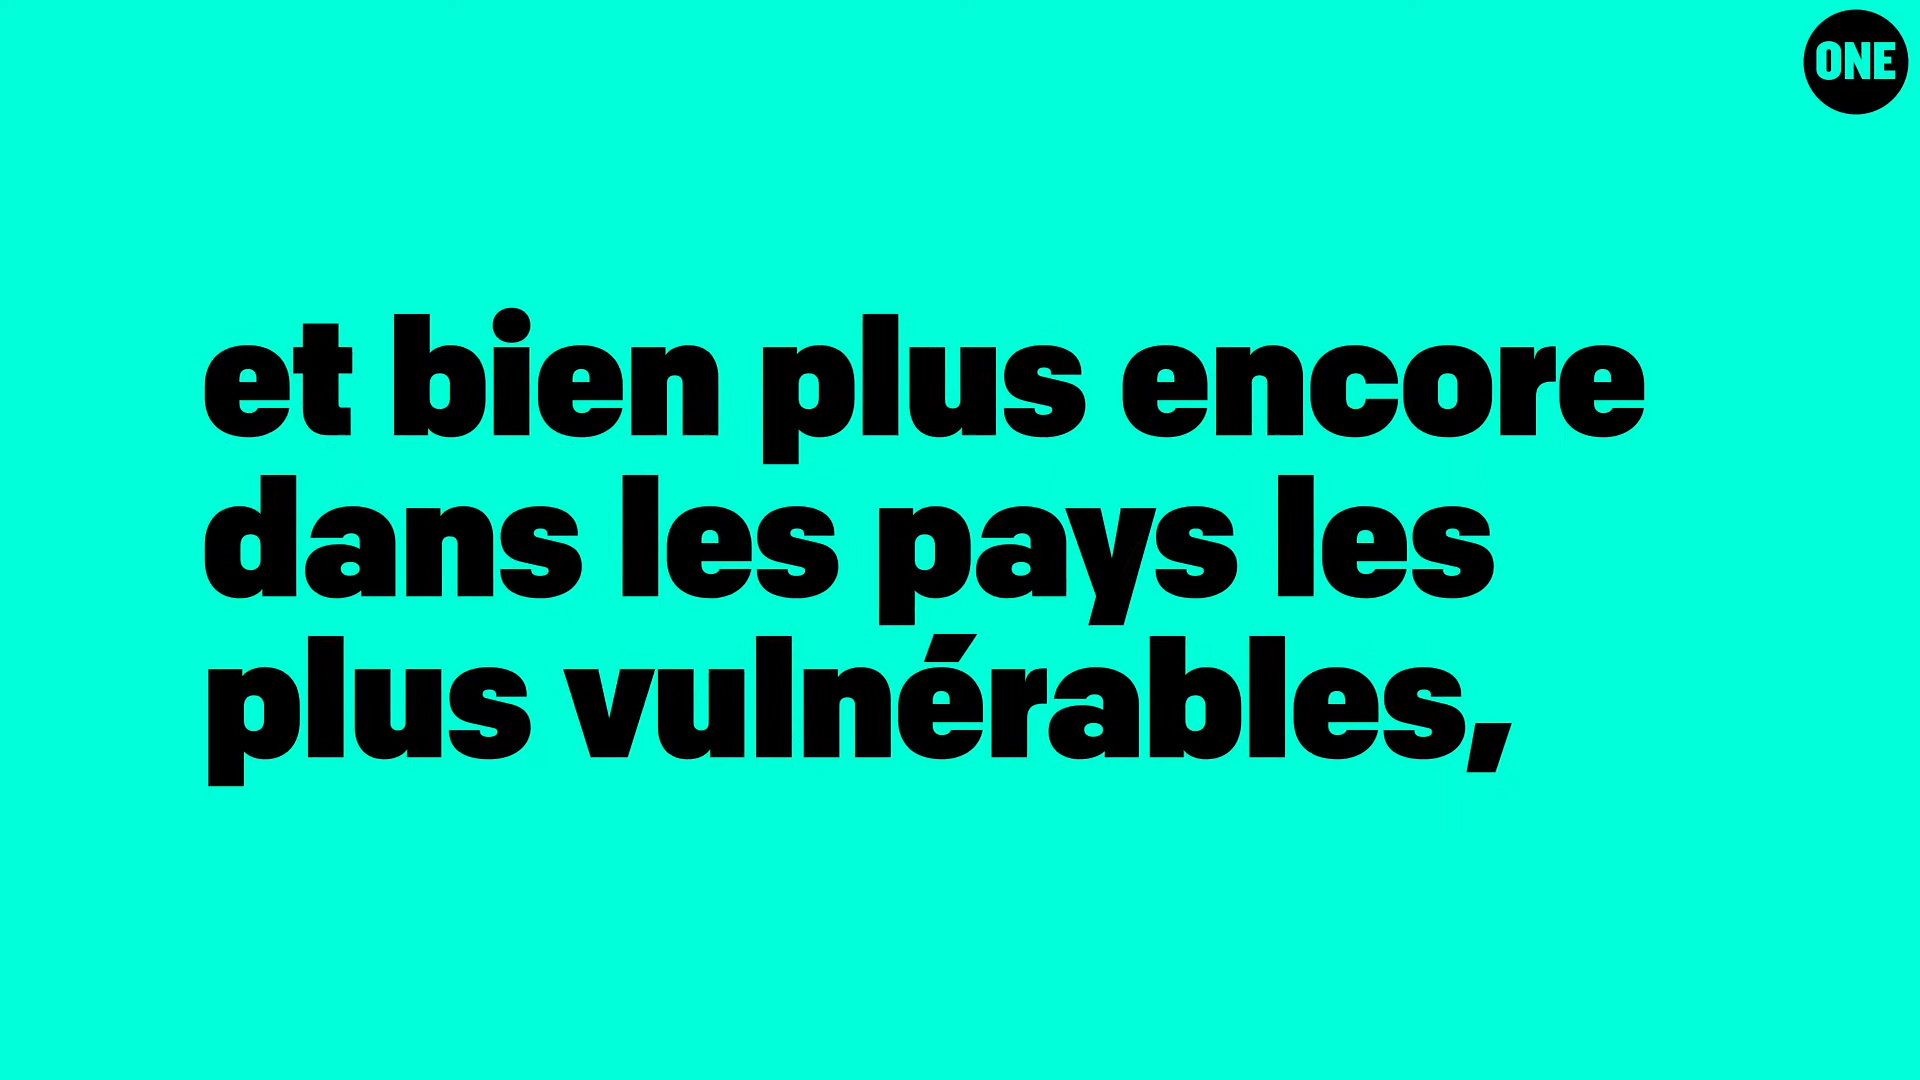 ONE
et bien plus encore
dans les pays les
plus vulnérables,